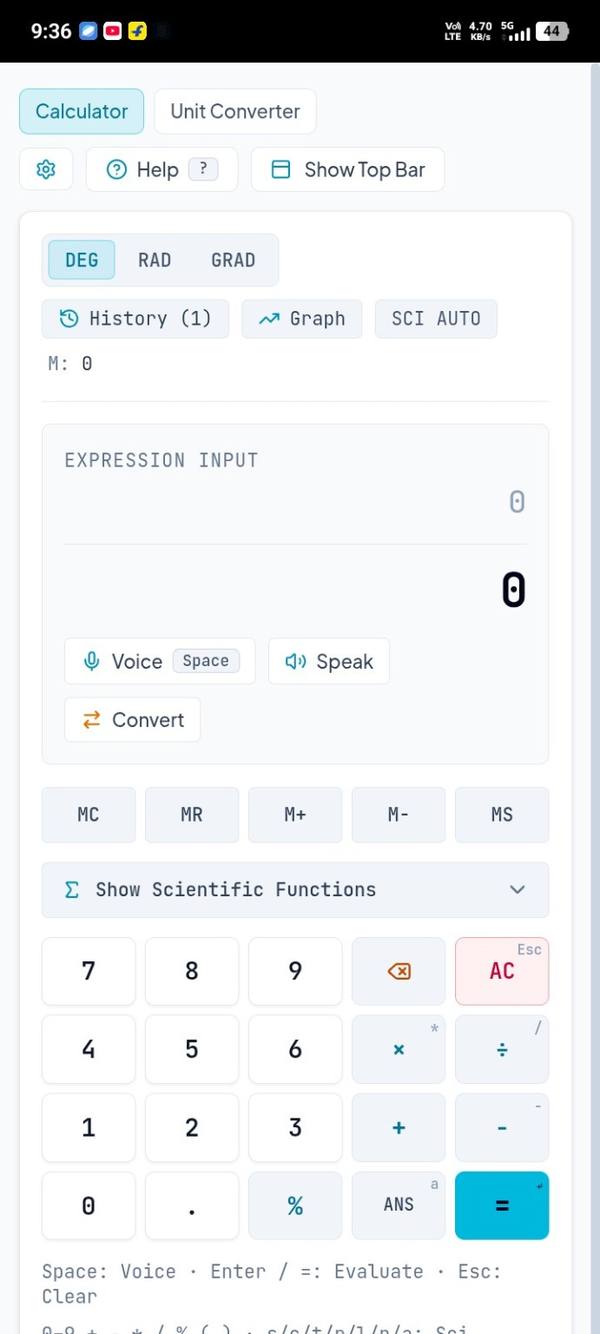 9:36 Vo) LTE 4.70 KB/s 5G 44
Calculator Unit Converter
Help ? Show Top Bar
DEG RAD GRAD
History (1) Graph SCI AUTO
M: 0
EXPRESSION INPUT
0
0
Voice Space Speak
Convert
MC MR M+ M- MS
Σ Show Scientific Functions
7 8 9 AC Esc
4 5 6 × * ÷ /
1 2 3 + - -
0 . % ANS a =
Space: Voice · Enter / =: Evaluate · Esc:
Clear